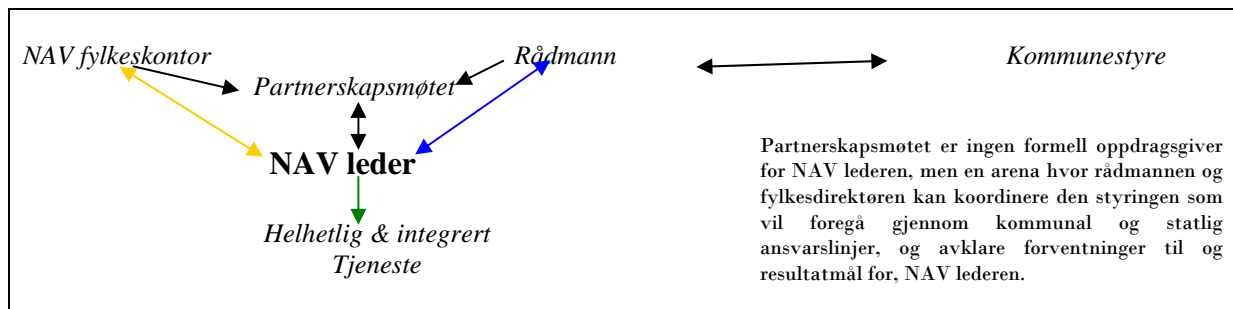 NAV fylkeskontor
Rådmann
Kommunestyre
Partnerskapsmøtet
NAV leder
Helhetlig & integrert
Tjeneste
Partnerskapsmøtet er ingen formell oppdragsgiver
for NAV lederen, men en arena hvor rådmannen og
fylkesdirektøren kan koordinere den styringen som
vil foregå gjennom kommunal og statlig
ansvarslinjer, og avklare forventninger til og
resultatmål for, NAV lederen.